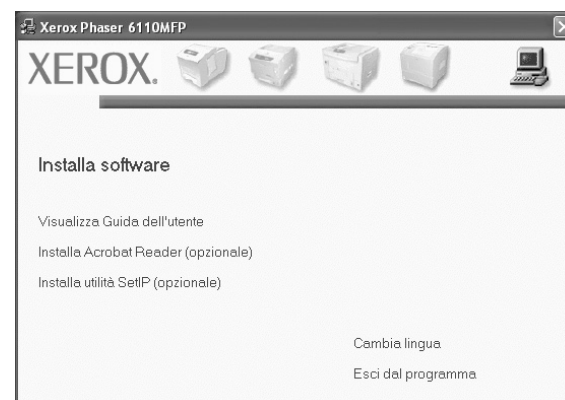 Xerox Phaser 6110MFP
XEROX.
Installa software
Visualizza Guida dell'utente
Installa Acrobat Reader (opzionale)
Installa utilità SetIP (opzionale)
Cambia lingua
Esci dal programma